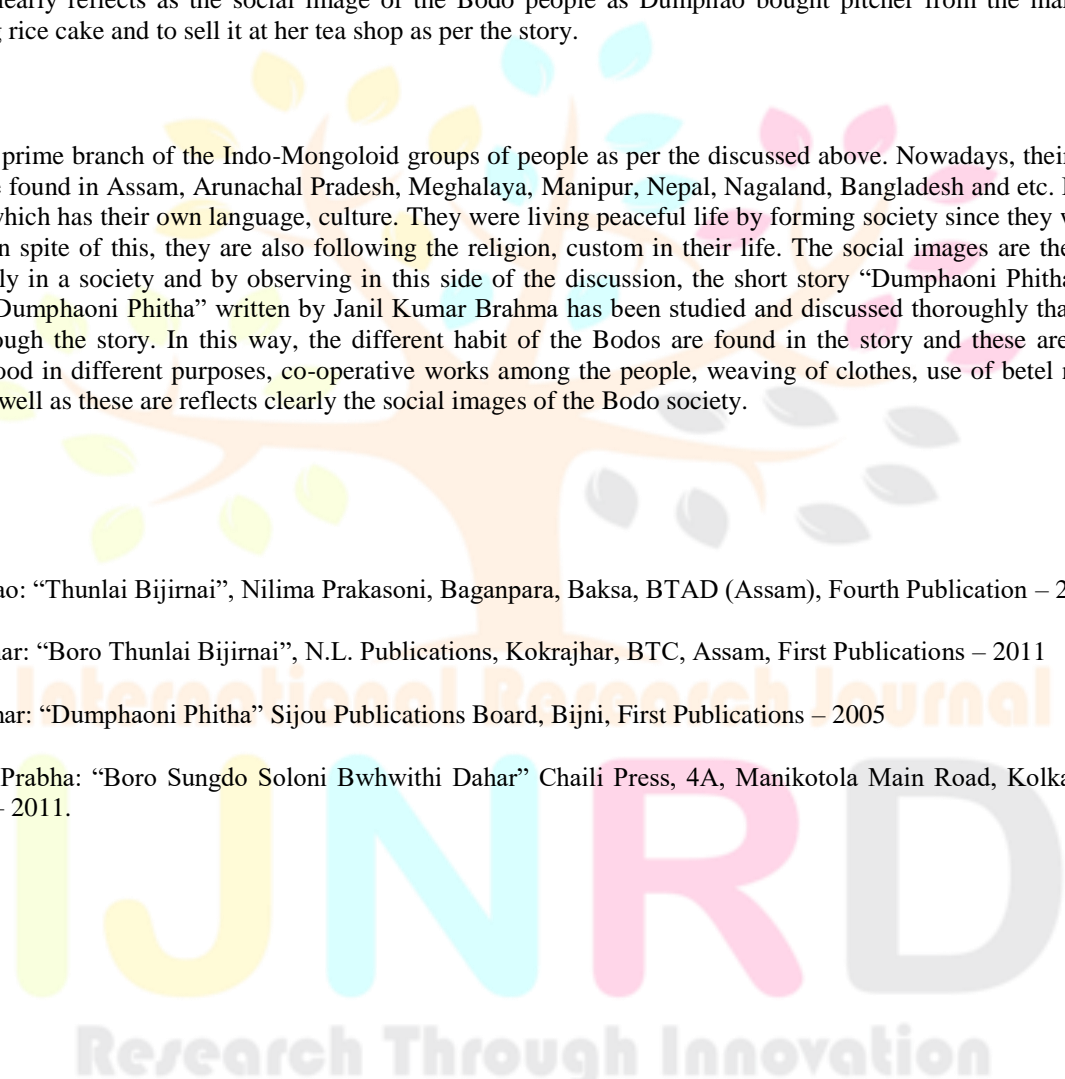 early reflects as the social image of the Bodo people as Dumphao bought pitcher from the
rice cake and to sell it at her tea shop as per the story.
prime branch of the Indo-Mongoloid groups of people as per the discussed above. Nowadays, their
found in Assam, Arunachal Pradesh, Meghalaya, Manipur, Nepal, Nagaland, Bangladesh and etc.
which has their own language, culture. They were living peaceful life by forming society since they
n spite of this, they are also following the religion, custom in their life. The social images are the
ly in a society and by observing in this side of the discussion, the short story “Dumphaoni Phitha
Dumphaoni Phitha” written by Janil Kumar Brahma has been studied and discussed thoroughly tha
ough the story. In this way, the different habit of the Bodos are found in the story and these are
ood in different purposes, co-operative works among the people, weaving of clothes, use of betel
well as these are reflects clearly the social images of the Bodo society.
ao: “Thunlai Bijirnai”, Nilima Prakasoni, Baganpara, Baksa, BTAD (Assam), Fourth Publication – 2
ar: “Boro Thunlai Bijirnai”, N.L. Publications, Kokrajhar, BTC, Assam, First Publications – 2011
International Research Journal
nar: “Dumphaoni Phitha” Sijou Publications Board, Bijni, First Publications – 2005
Prabha: “Boro Sungdo Soloni Bwhwithi Dahar” Chaili Press, 4A, Manikotola Main Road, Kolka
– 2011.
IJNRD
Research Through Innovation